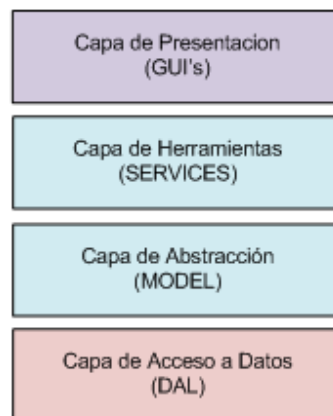 Capa de Presentacion
(GUI's)
Capa de Herramientas
(SERVICES)
Capa de Abstracción
(MODEL)
Capa de Acceso a Datos
(DAL)